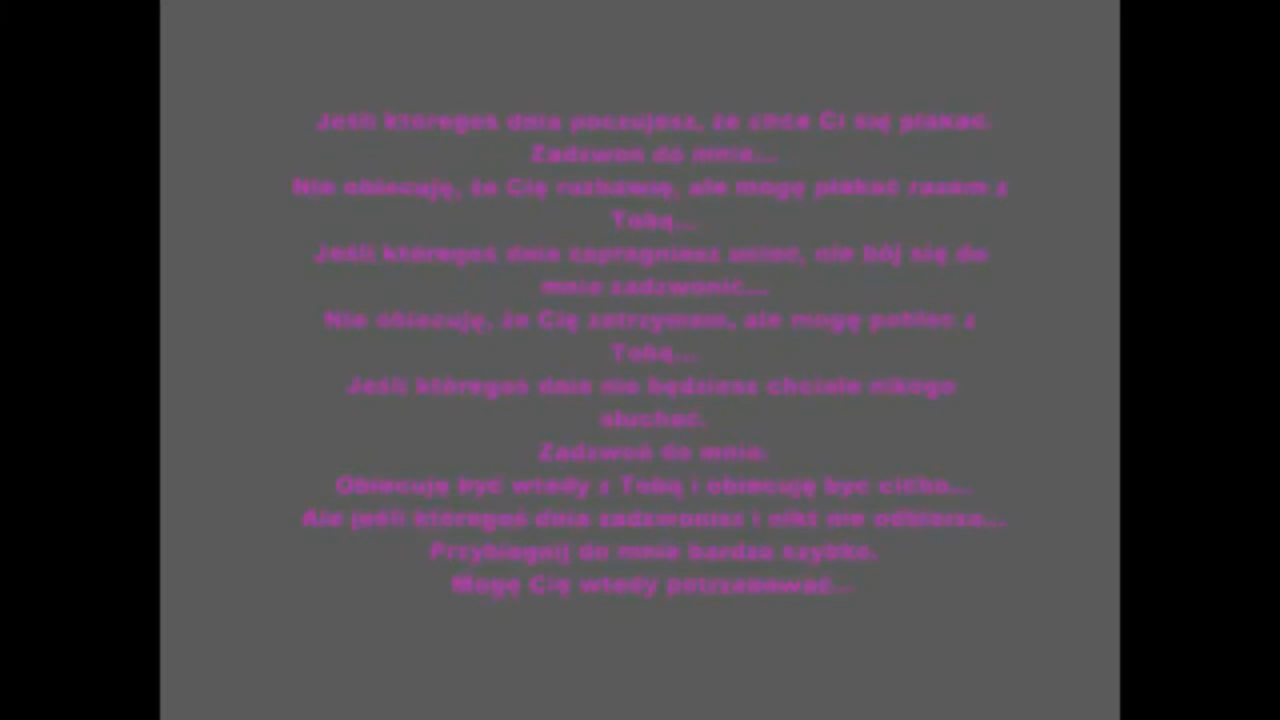 Jeśli któregoś dnia poczujesz, że chce Ci się płakać.
Zadzwoń do mnie...
Nie obiecuję, że Cię rozbawię, ale mogę płakać razem z
Tobą...
Jeśli któregoś dnia zapragniesz uciec, nie bój się do
mnie zadzwonić...
Nie obiecuję, że Cię zatrzymam, ale mogę pobiec z
Tobą...
Jeśli któregoś dnia nie będziesz chciała nikogo
słuchać.
Zadzwoń do mnie.
Obiecuję być wtedy z Tobą i obiecuję być cicho...
Ale jeśli któregoś dnia zadzwonisz i nikt nie odbierze...
Przybiegnij do mnie bardzo szybko.
Mogę Cię wtedy potrzebować...